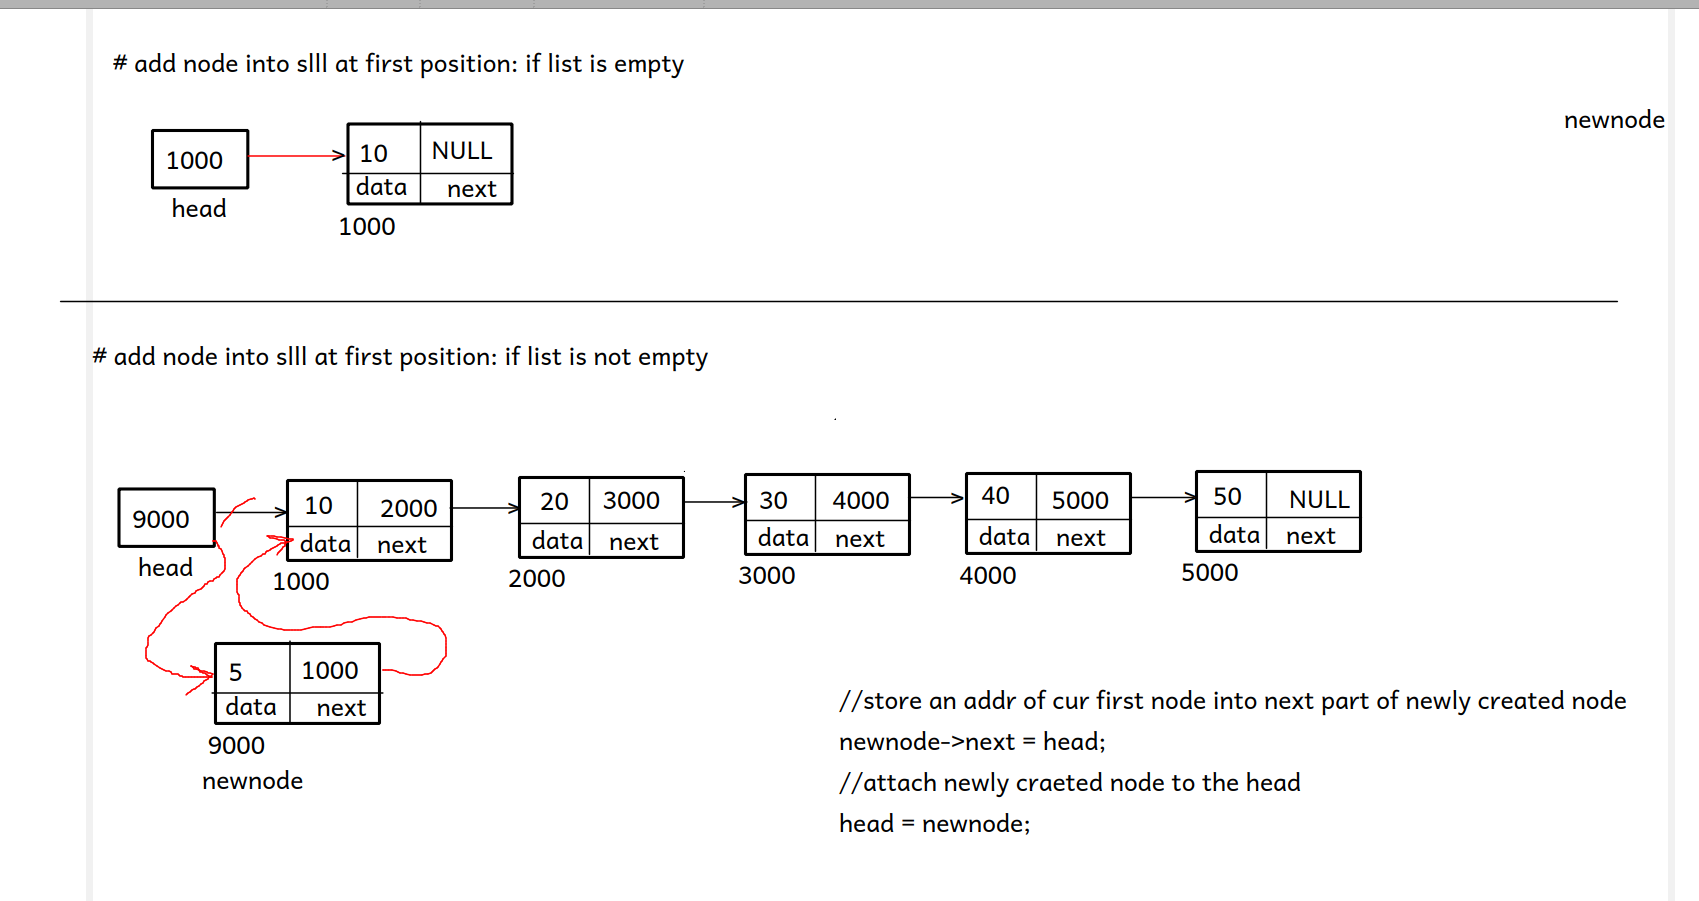 # add node into slll at first position: if list is empty
newnode
1000
10 NULL
data next
head
1000
# add node into slll at first position: if list is not empty
9000
10 2000
data next
20 3000
data next
30 4000
data next
40 5000
data next
50 NULL
data next
head
1000
2000
3000
4000
5000
5 1000
data next
9000
newnode
//store an addr of cur first node into next part of newly created node
newnode->next = head;
//attach newly craeted node to the head
head = newnode;